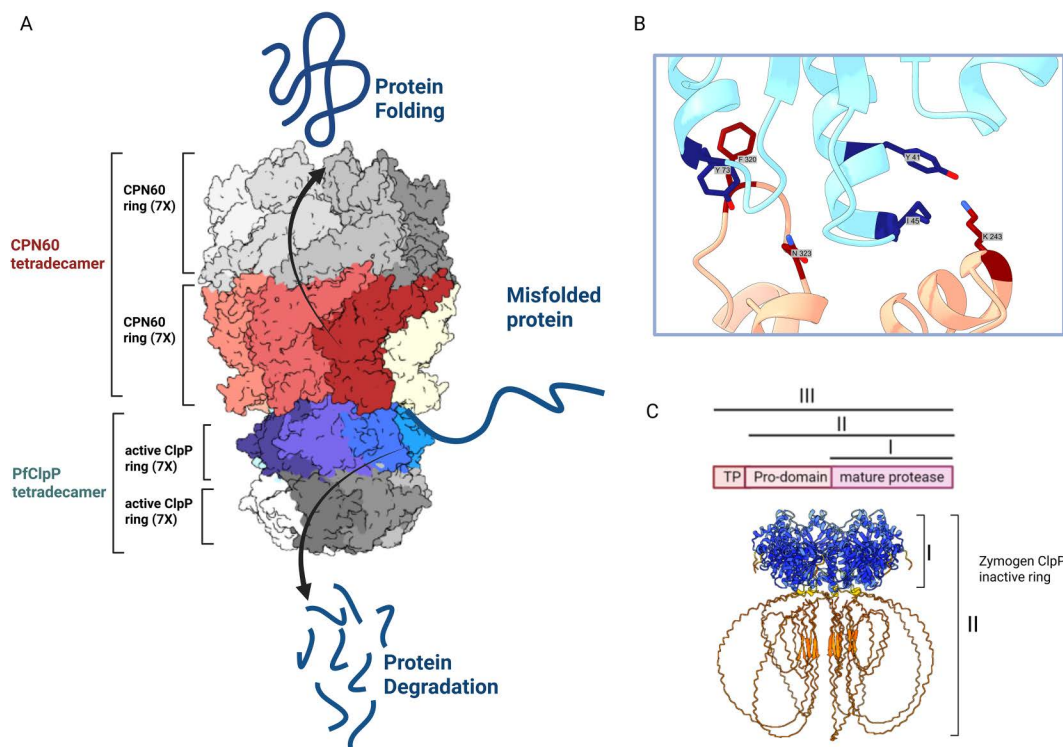 A
Protein
Folding
CPN60
ring (7X)
CPN60
tetradecamer
CPN60
ring (7X)
Misfolded
protein
PfClpP
tetradecamer
active ClpP
ring (7X)
active ClpP
ring (7X)
Protein
Degradation
B
F 320
Y 73
Y 41
I 45
K 243
N 323
C
III
II
I
TP
Pro-domain
mature protease
I
Zymogen ClpP
inactive ring
II